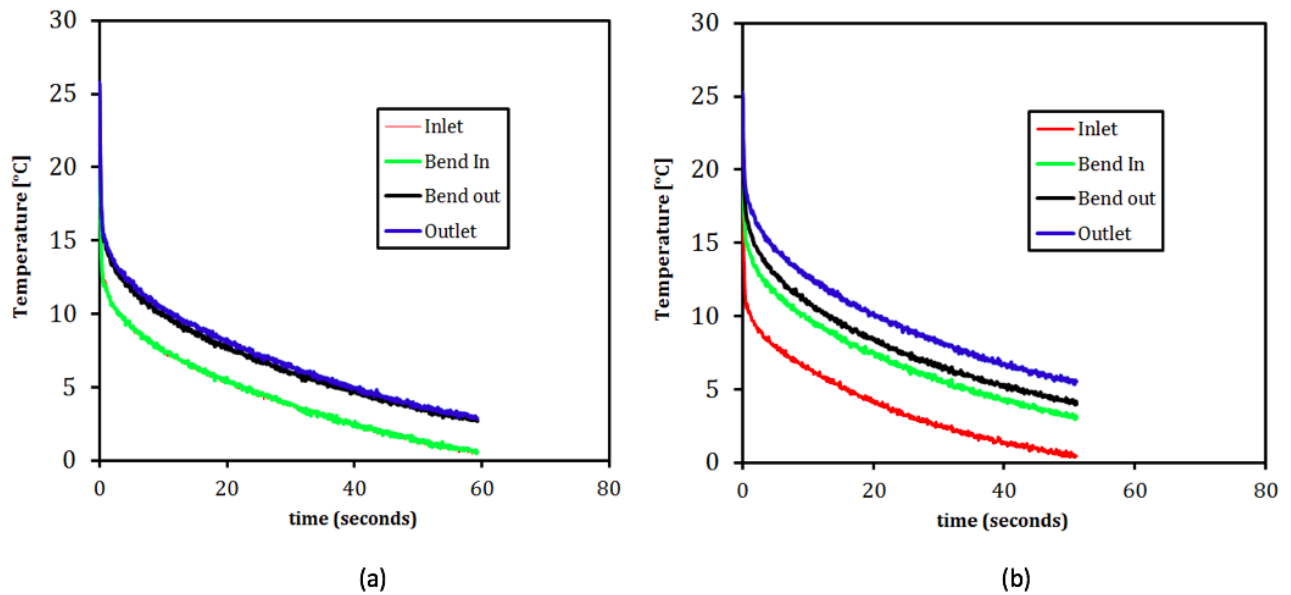 30
25
20
15
10
5
0
Temperature [°C]
Inlet
Bend In
Bend out
Outlet
0 20 40 60 80
time (seconds)
(a)
30
25
20
15
10
5
0
Temperature [°C]
Inlet
Bend In
Bend out
Outlet
0 20 40 60 80
time (seconds)
(b)